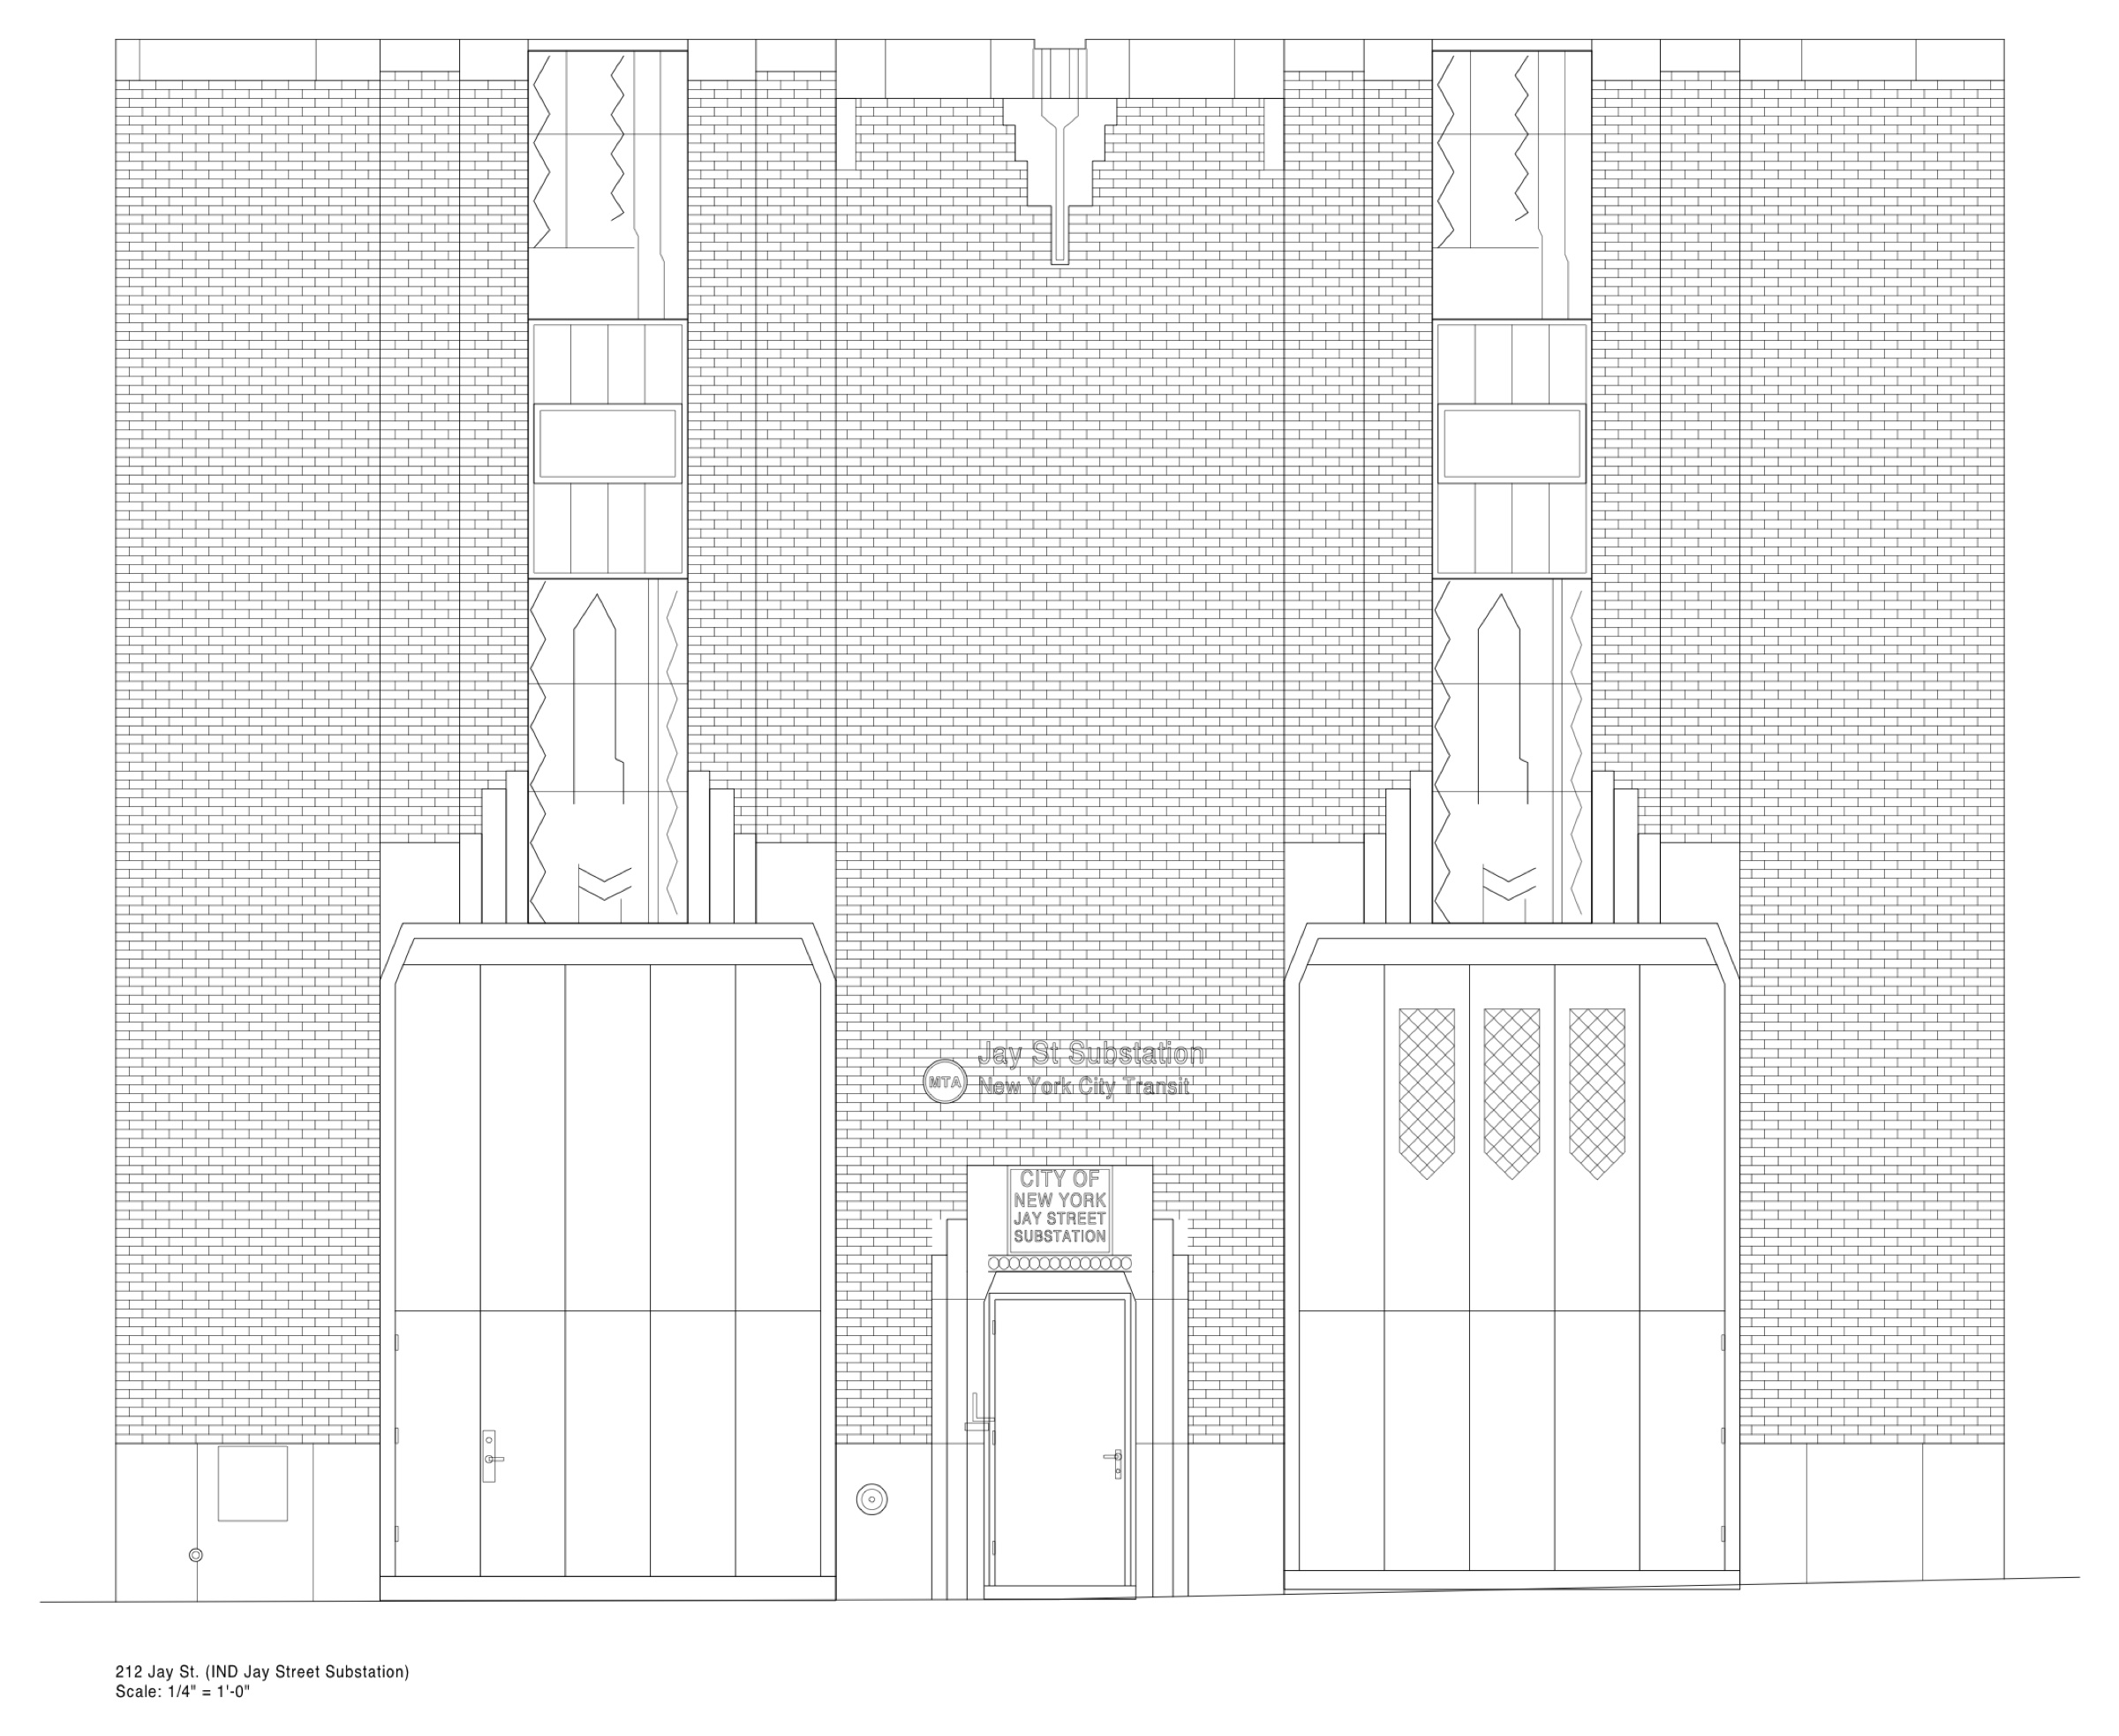 Jay St Substation
MTA
New York City Transit
CITY OF
NEW YORK
JAY STREET
SUBSTATION
212 Jay St. (IND Jay Street Substation)
Scale: 1/4" = 1'-0"